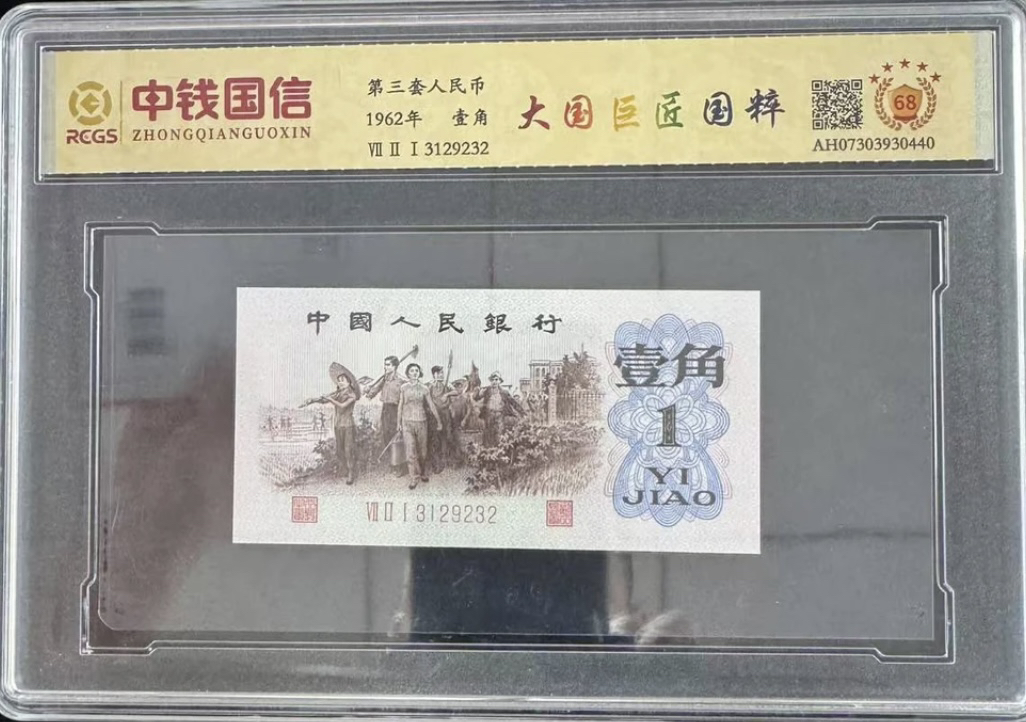 中钱国信
RCGS ZHONGQIANGUOXIN
第三套人民币
1962年 壹角
Ⅶ Ⅱ Ⅰ 3129232
大国巨匠国粹
68
AH07303930440
中國人民銀行
壹角
1
YI
JIAO
Ⅶ Ⅱ Ⅰ 3129232